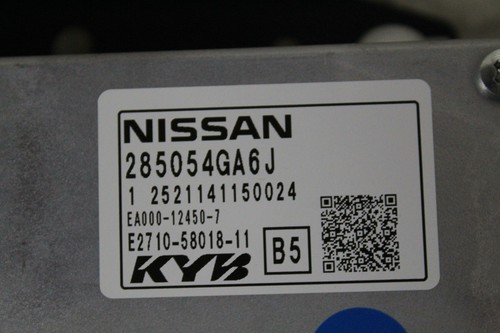 NISSAN
285054GA6J
1 2521141150024
EA000-12450-7
E2710-58018-11
B5
KYB